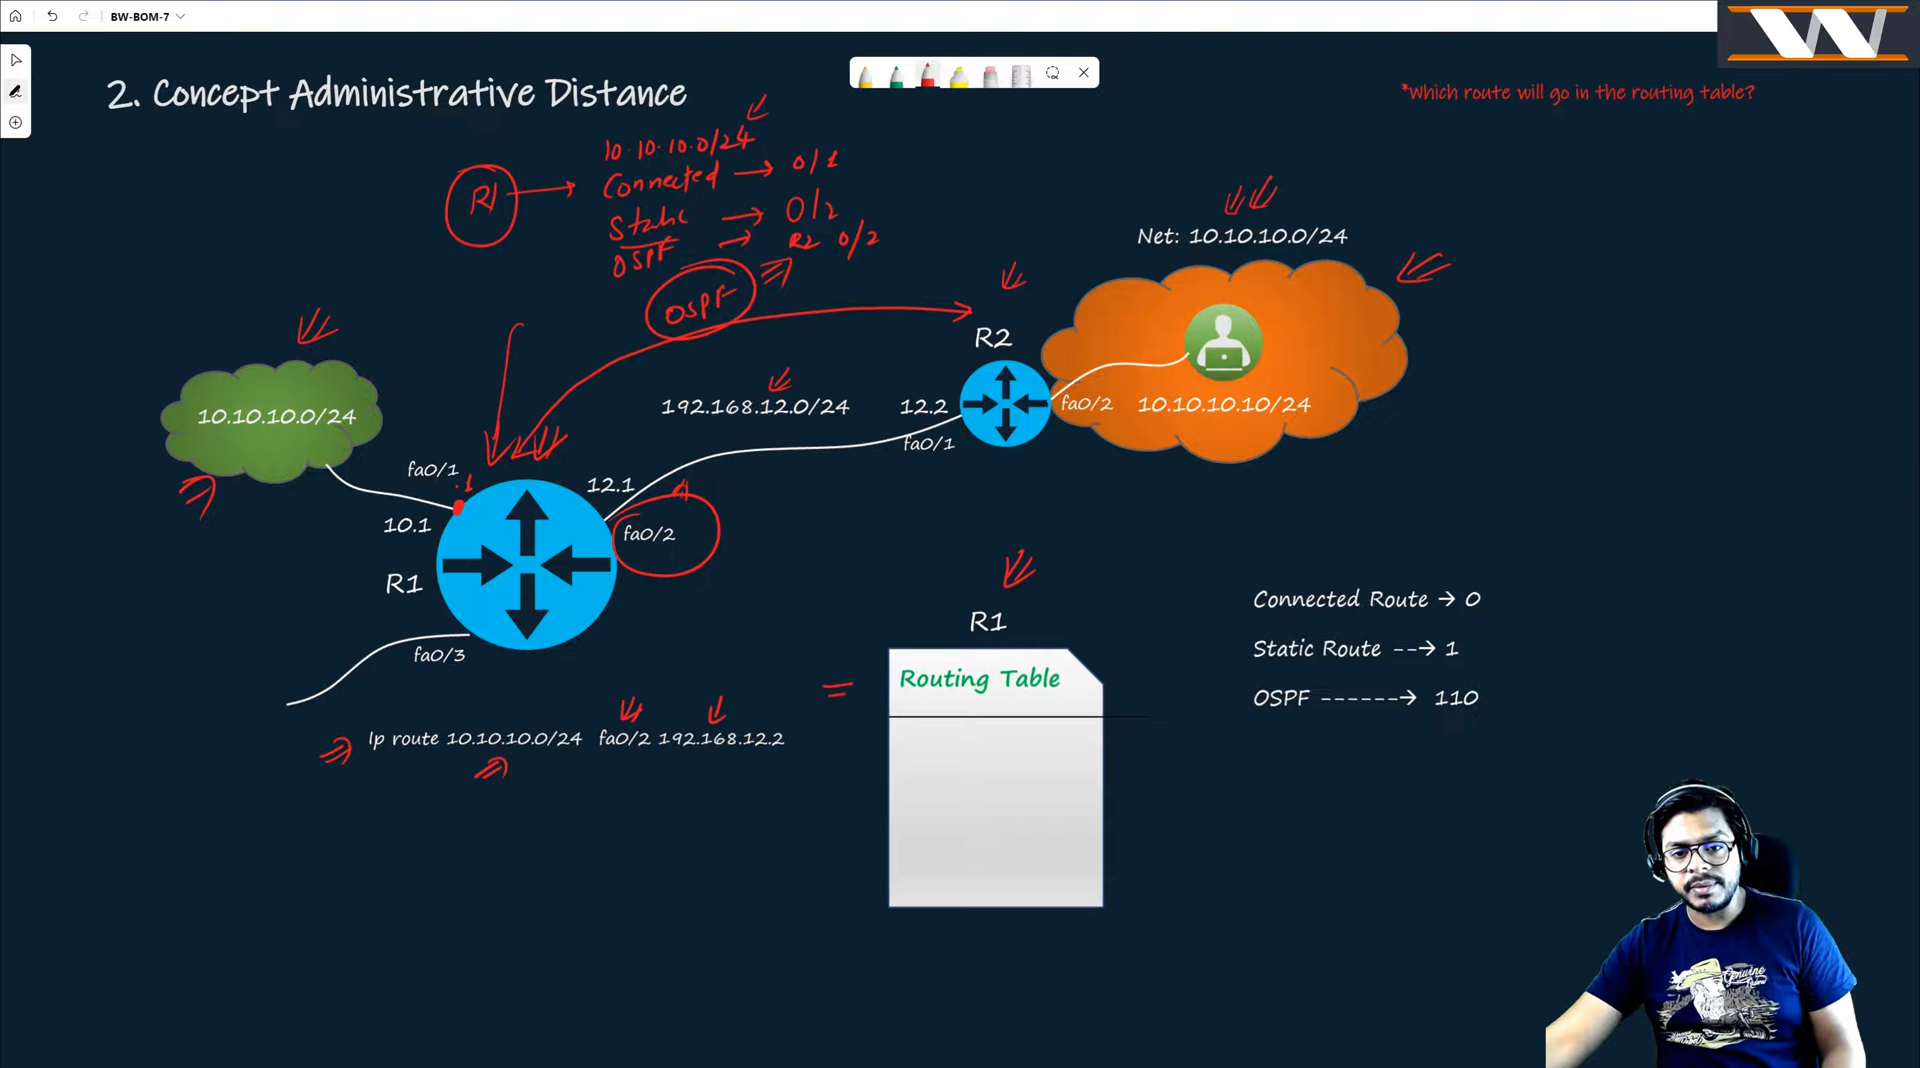 BW-BOM-7
2. Concept Administrative Distance
*Which route will go in the routing table?
10.10.10.0/24
R1
Connected → 0/1
Static → 0/2
OSPF → R2 0/2
OSPF
Net: 10.10.10.0/24
R2
10.10.10.0/24
192.168.12.0/24
12.2
fa0/2
10.10.10.10/24
fa0/1
fa0/1
.1
12.1
10.1
fa0/2
R1
fa0/3
R1
Connected Route → 0
Static Route --→ 1
OSPF ------→ 110
Routing Table
=
Ip route 10.10.10.0/24 fa0/2 192.168.12.2
Genuine